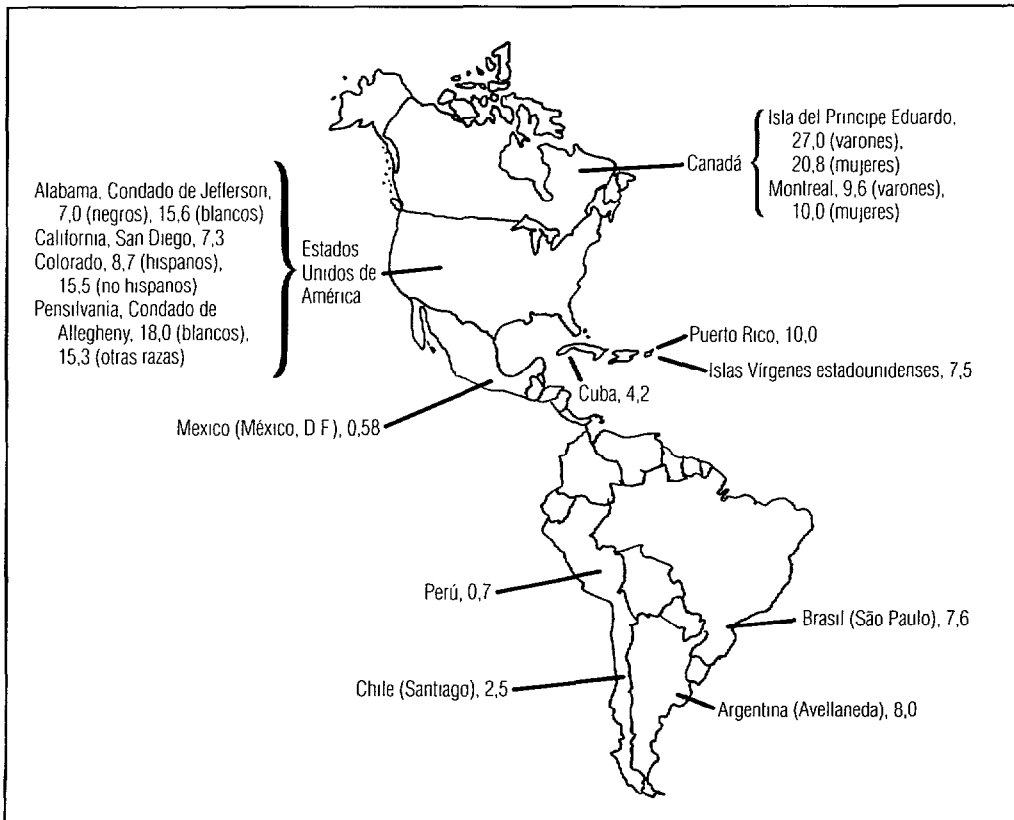 Isla del Principe Eduardo,
27,0 (varones),
20,8 (mujeres)
Canadá
Montreal, 9,6 (varones),
10,0 (mujeres)
Alabama, Condado de Jefferson,
7,0 (negros), 15,6 (blancos)
California, San Diego, 7,3
Colorado, 8,7 (hispanos),
15,5 (no hispanos)
Pensilvania, Condado de
Allegheny, 18,0 (blancos),
15,3 (otras razas)
Estados
Unidos de
América
Puerto Rico, 10,0
Islas Vírgenes estadounidenses, 7,5
Cuba, 4,2
Mexico (México, D F), 0,58
Perú, 0,7
Brasil (São Paulo), 7,6
Chile (Santiago), 2,5
Argentina (Avellaneda), 8,0